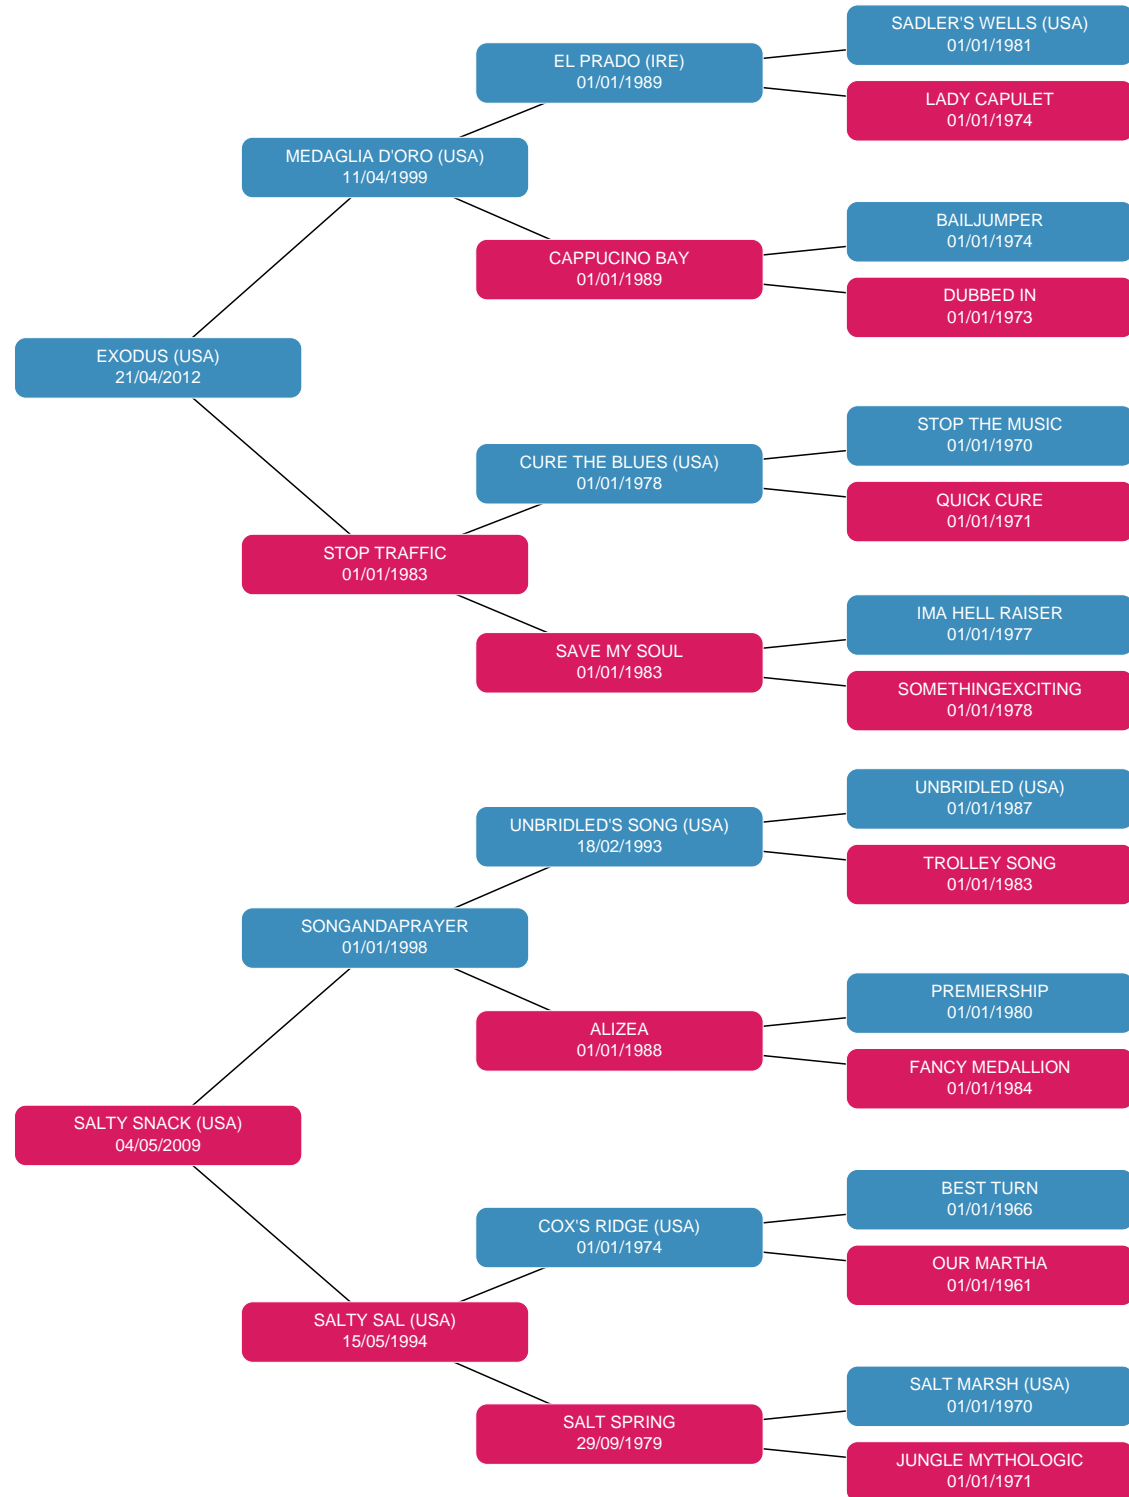 SADLER'S WELLS (USA)
01/01/1981
EL PRADO (IRE)
01/01/1989
LADY CAPULET
01/01/1974
MEDAGLIA D'ORO (USA)
11/04/1999
BAILJUMPER
01/01/1974
CAPPUCINO BAY
01/01/1989
DUBBED IN
01/01/1973
EXODUS (USA)
21/04/2012
STOP THE MUSIC
01/01/1970
CURE THE BLUES (USA)
01/01/1978
QUICK CURE
01/01/1971
STOP TRAFFIC
01/01/1983
IMA HELL RAISER
01/01/1977
SAVE MY SOUL
01/01/1983
SOMETHINGEXCITING
01/01/1978
UNBRIDLED (USA)
01/01/1987
UNBRIDLED'S SONG (USA)
18/02/1993
TROLLEY SONG
01/01/1983
SONGANDAPRAYER
01/01/1998
PREMIERSHIP
01/01/1980
ALIZEA
01/01/1988
FANCY MEDALLION
01/01/1984
SALTY SNACK (USA)
04/05/2009
BEST TURN
01/01/1966
COX'S RIDGE (USA)
01/01/1974
OUR MARTHA
01/01/1961
SALTY SAL (USA)
15/05/1994
SALT MARSH (USA)
01/01/1970
SALT SPRING
29/09/1979
JUNGLE MYTHOLOGIC
01/01/1971